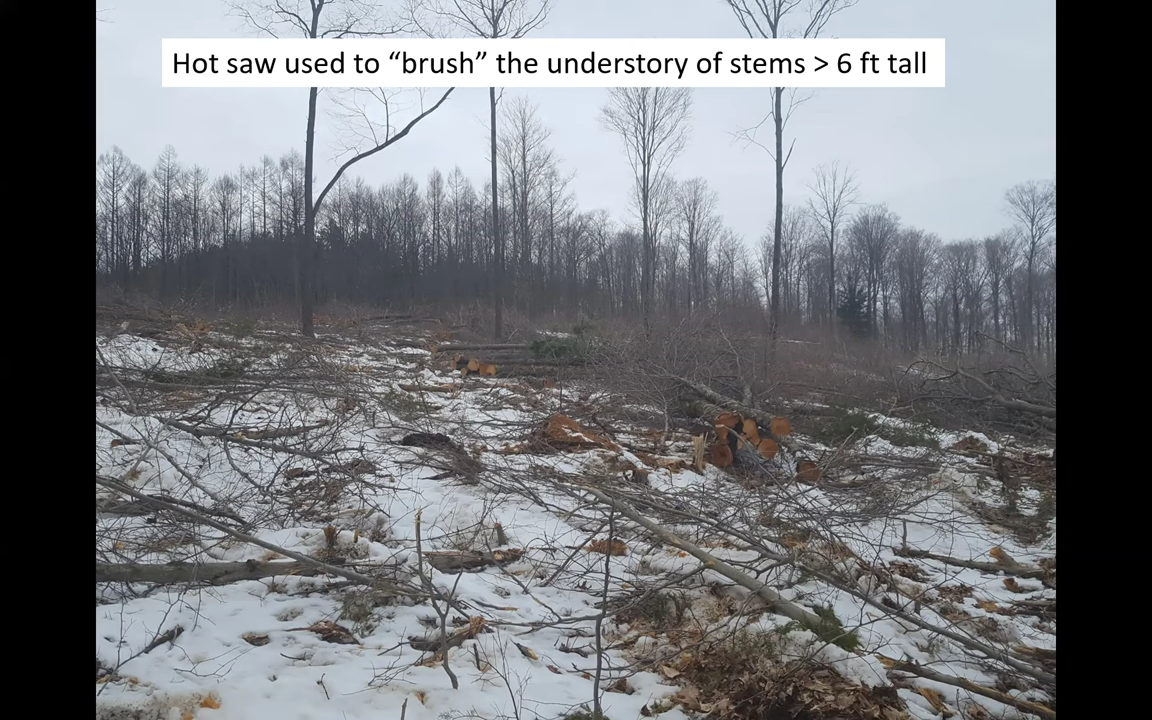 Hot saw used to “brush” the understory of stems > 6 ft tall